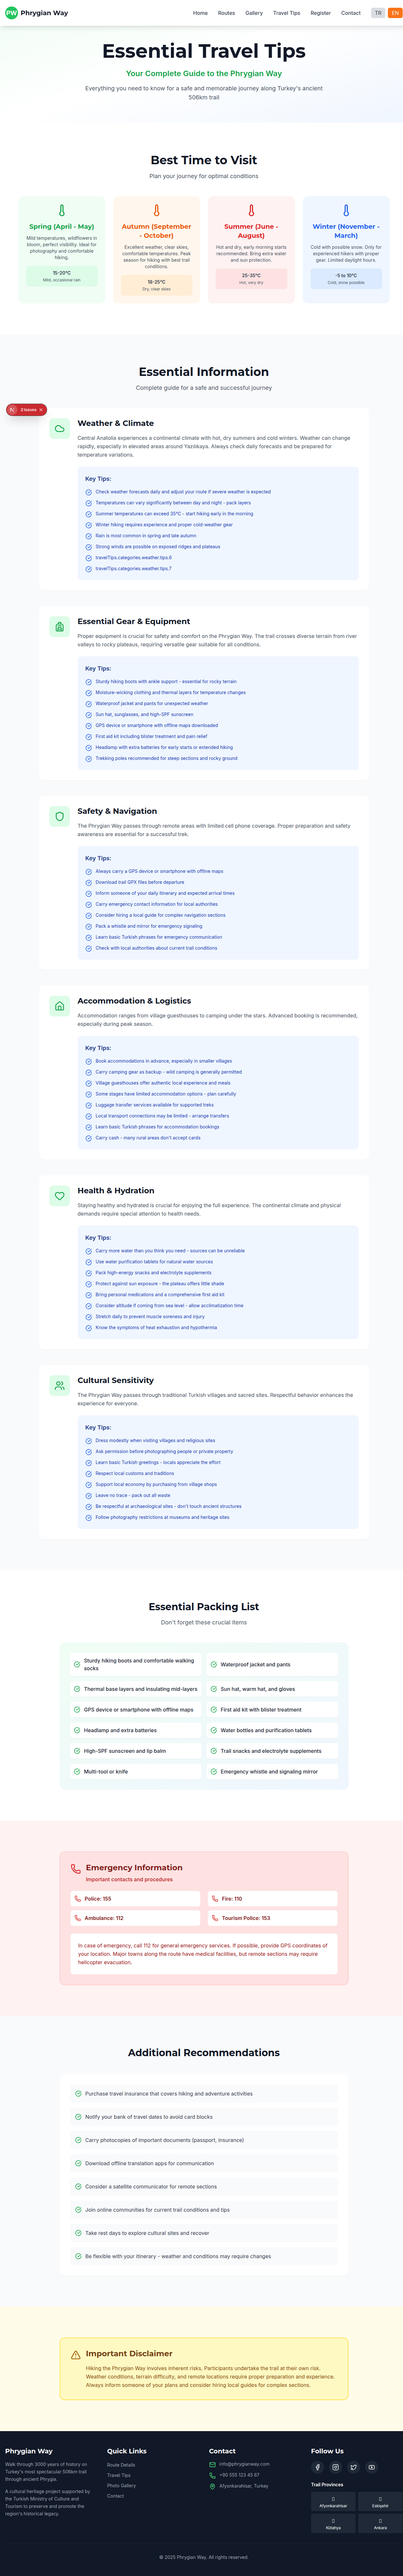 PW Phrygian Way
Home Routes Gallery Travel Tips Register Contact TR EN
Essential Travel Tips
Your Complete Guide to the Phrygian Way
Everything you need to know for a safe and memorable journey along Turkey's ancient
506km trail
Best Time to Visit
Plan your journey for optimal conditions
Spring (April - May)
Mild temperatures, wildflowers in
bloom, perfect visibility. Ideal for
photography and comfortable
hiking.
15-20°C
Mild, occasional rain
Autumn (September
- October)
Excellent weather, clear skies,
comfortable temperatures. Peak
season for hiking with best trail
conditions.
18-25°C
Dry, clear skies
Summer (June -
August)
Hot and dry, early morning starts
recommended. Bring extra water
and sun protection.
25-35°C
Hot, very dry
Winter (November -
March)
Cold with possible snow. Only for
experienced hikers with proper
gear. Limited daylight hours.
-5 to 10°C
Cold, snow possible
Essential Information
Complete guide for a safe and successful journey
N 3 Issues ×
Weather & Climate
Central Anatolia experiences a continental climate with hot, dry summers and cold winters. Weather can change
rapidly, especially in elevated areas around Yazılıkaya. Always check daily forecasts and be prepared for
temperature variations.
Key Tips:
Check weather forecasts daily and adjust your route if severe weather is expected
Temperatures can vary significantly between day and night - pack layers
Summer temperatures can exceed 35°C - start hiking early in the morning
Winter hiking requires experience and proper cold-weather gear
Rain is most common in spring and late autumn
Strong winds are possible on exposed ridges and plateaus
travelTips.categories.weather.tips.6
travelTips.categories.weather.tips.7
Essential Gear & Equipment
Proper equipment is crucial for safety and comfort on the Phrygian Way. The trail crosses diverse terrain from river
valleys to rocky plateaus, requiring versatile gear suitable for all conditions.
Key Tips:
Sturdy hiking boots with ankle support - essential for rocky terrain
Moisture-wicking clothing and thermal layers for temperature changes
Waterproof jacket and pants for unexpected weather
Sun hat, sunglasses, and high-SPF sunscreen
GPS device or smartphone with offline maps downloaded
First aid kit including blister treatment and pain relief
Headlamp with extra batteries for early starts or extended hiking
Trekking poles recommended for steep sections and rocky ground
Safety & Navigation
The Phrygian Way passes through remote areas with limited cell phone coverage. Proper preparation and safety
awareness are essential for a successful trek.
Key Tips:
Always carry a GPS device or smartphone with offline maps
Download trail GPX files before departure
Inform someone of your daily itinerary and expected arrival times
Carry emergency contact information for local authorities
Consider hiring a local guide for complex navigation sections
Pack a whistle and mirror for emergency signaling
Learn basic Turkish phrases for emergency communication
Check with local authorities about current trail conditions
Accommodation & Logistics
Accommodation ranges from village guesthouses to camping under the stars. Advanced booking is recommended,
especially during peak season.
Key Tips:
Book accommodations in advance, especially in smaller villages
Carry camping gear as backup - wild camping is generally permitted
Village guesthouses offer authentic local experience and meals
Some stages have limited accommodation options - plan carefully
Luggage transfer services available for supported treks
Local transport connections may be limited - arrange transfers
Learn basic Turkish phrases for accommodation bookings
Carry cash - many rural areas don't accept cards
Health & Hydration
Staying healthy and hydrated is crucial for enjoying the full experience. The continental climate and physical
demands require special attention to health needs.
Key Tips:
Carry more water than you think you need - sources can be unreliable
Use water purification tablets for natural water sources
Pack high-energy snacks and electrolyte supplements
Protect against sun exposure - the plateau offers little shade
Bring personal medications and a comprehensive first aid kit
Consider altitude if coming from sea level - allow acclimatization time
Stretch daily to prevent muscle soreness and injury
Know the symptoms of heat exhaustion and hypothermia
Cultural Sensitivity
The Phrygian Way passes through traditional Turkish villages and sacred sites. Respectful behavior enhances the
experience for everyone.
Key Tips:
Dress modestly when visiting villages and religious sites
Ask permission before photographing people or private property
Learn basic Turkish greetings - locals appreciate the effort
Respect local customs and traditions
Support local economy by purchasing from village shops
Leave no trace - pack out all waste
Be respectful at archaeological sites - don't touch ancient structures
Follow photography restrictions at museums and heritage sites
Essential Packing List
Don't forget these crucial items
Sturdy hiking boots and comfortable walking
socks
Waterproof jacket and pants
Thermal base layers and insulating mid-layers
Sun hat, warm hat, and gloves
GPS device or smartphone with offline maps
First aid kit with blister treatment
Headlamp and extra batteries
Water bottles and purification tablets
High-SPF sunscreen and lip balm
Trail snacks and electrolyte supplements
Multi-tool or knife
Emergency whistle and signaling mirror
Emergency Information
Important contacts and procedures
Police: 155
Fire: 110
Ambulance: 112
Tourism Police: 153
In case of emergency, call 112 for general emergency services. If possible, provide GPS coordinates of
your location. Major towns along the route have medical facilities, but remote sections may require
helicopter evacuation.
Additional Recommendations
Purchase travel insurance that covers hiking and adventure activities
Notify your bank of travel dates to avoid card blocks
Carry photocopies of important documents (passport, insurance)
Download offline translation apps for communication
Consider a satellite communicator for remote sections
Join online communities for current trail conditions and tips
Take rest days to explore cultural sites and recover
Be flexible with your itinerary - weather and conditions may require changes
Important Disclaimer
Hiking the Phrygian Way involves inherent risks. Participants undertake the trail at their own risk.
Weather conditions, terrain difficulty, and remote locations require proper preparation and experience.
Always inform someone of your plans and consider hiring local guides for complex sections.
Phrygian Way
Walk through 3000 years of history on
Turkey's most spectacular 506km trail
through ancient Phrygia.
A cultural heritage project supported by
the Turkish Ministry of Culture and
Tourism to preserve and promote the
region's historical legacy.
Quick Links
Route Details
Travel Tips
Photo Gallery
Contact
Contact
info@phrygianway.com
+90 555 123 45 67
Afyonkarahisar, Turkey
Follow Us
Trail Provinces
Afyonkarahisar
Eskişehir
Kütahya
Ankara
© 2025 Phrygian Way. All rights reserved.